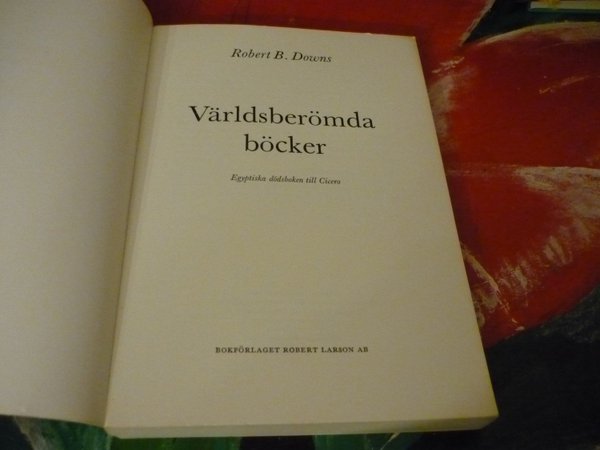 Robert B. Downs
Världsberömda
böcker
Egyptiska dödsboken till Cicero
BOKFÖRLAGET ROBERT LARSON AB